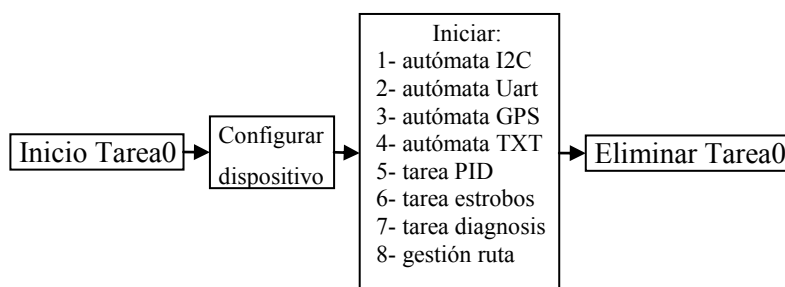 Inicio Tarea0
Configurar
dispositivo
Iniciar:
1- autómata I2C
2- autómata Uart
3- autómata GPS
4- autómata TXT
5- tarea PID
6- tarea estrobos
7- tarea diagnosis
8- gestión ruta
Eliminar Tarea0